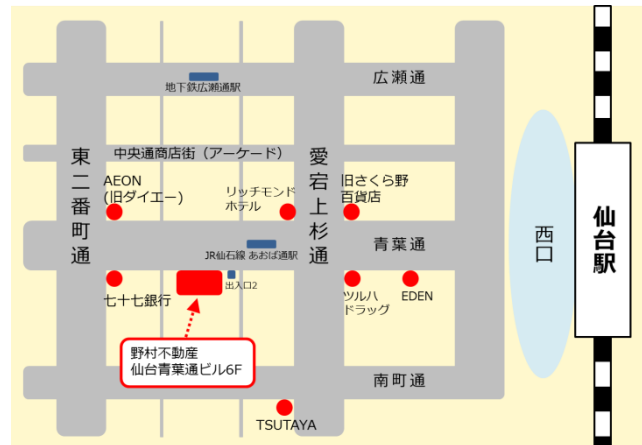 地下鉄広瀬通駅
広瀬通
東二番町通
中央通商店街（アーケード）
愛宕上杉通
AEON
(旧ダイエー)
リッチモンド
ホテル
旧さくら野
百貨店
JR仙石線 あおば通駅
青葉通
西口
仙台駅
七十七銀行
出入口2
ツルハ
ドラッグ
EDEN
野村不動産
仙台青葉通ビル6F
南町通
TSUTAYA